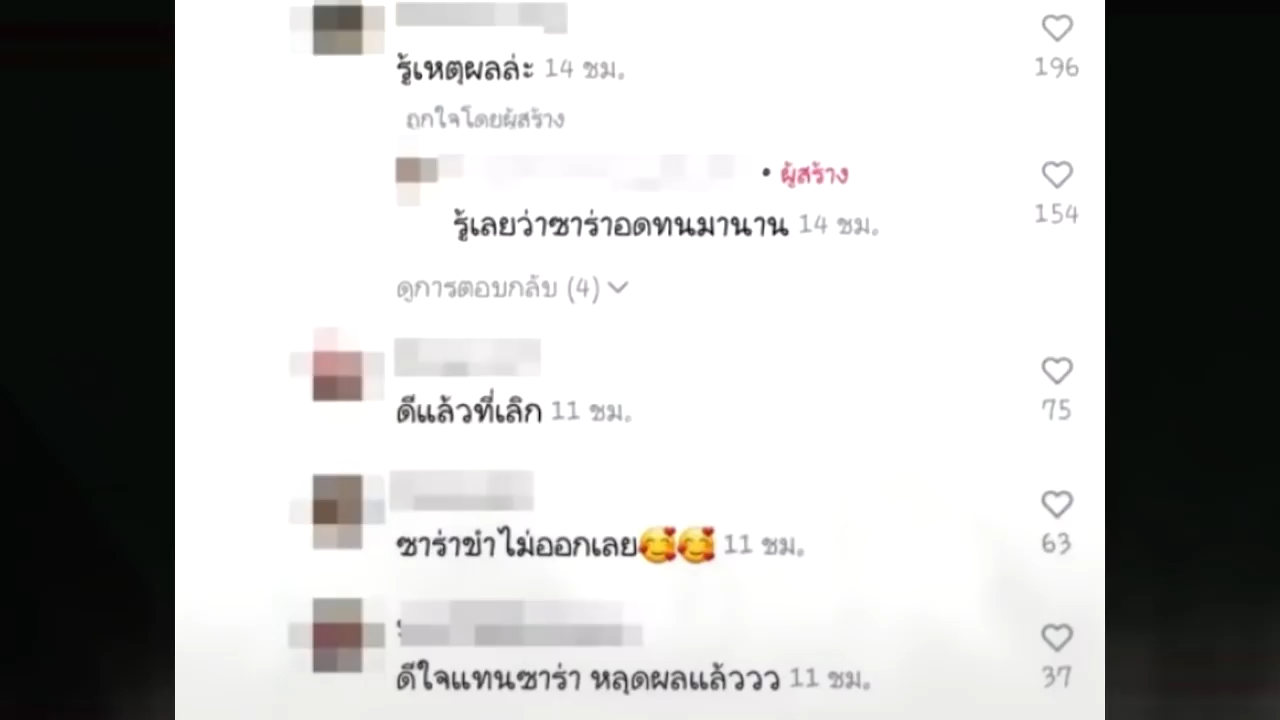 รู้เหตุผลล่ะ 14 ชม. 196
ถูกใจโดยผู้สร้าง
• ผู้สร้าง
รู้เลยว่าซาร่าอดทนมานาน 14 ชม. 154
ดูการตอบกลับ (4)
ดีแล้วที่เลิก 11 ชม. 75
ซาร่าขำไม่ออกเลย🥰🥰 11 ชม. 63
ดีใจแทนซาร่า หลุดผลแล้ววว 11 ชม. 37